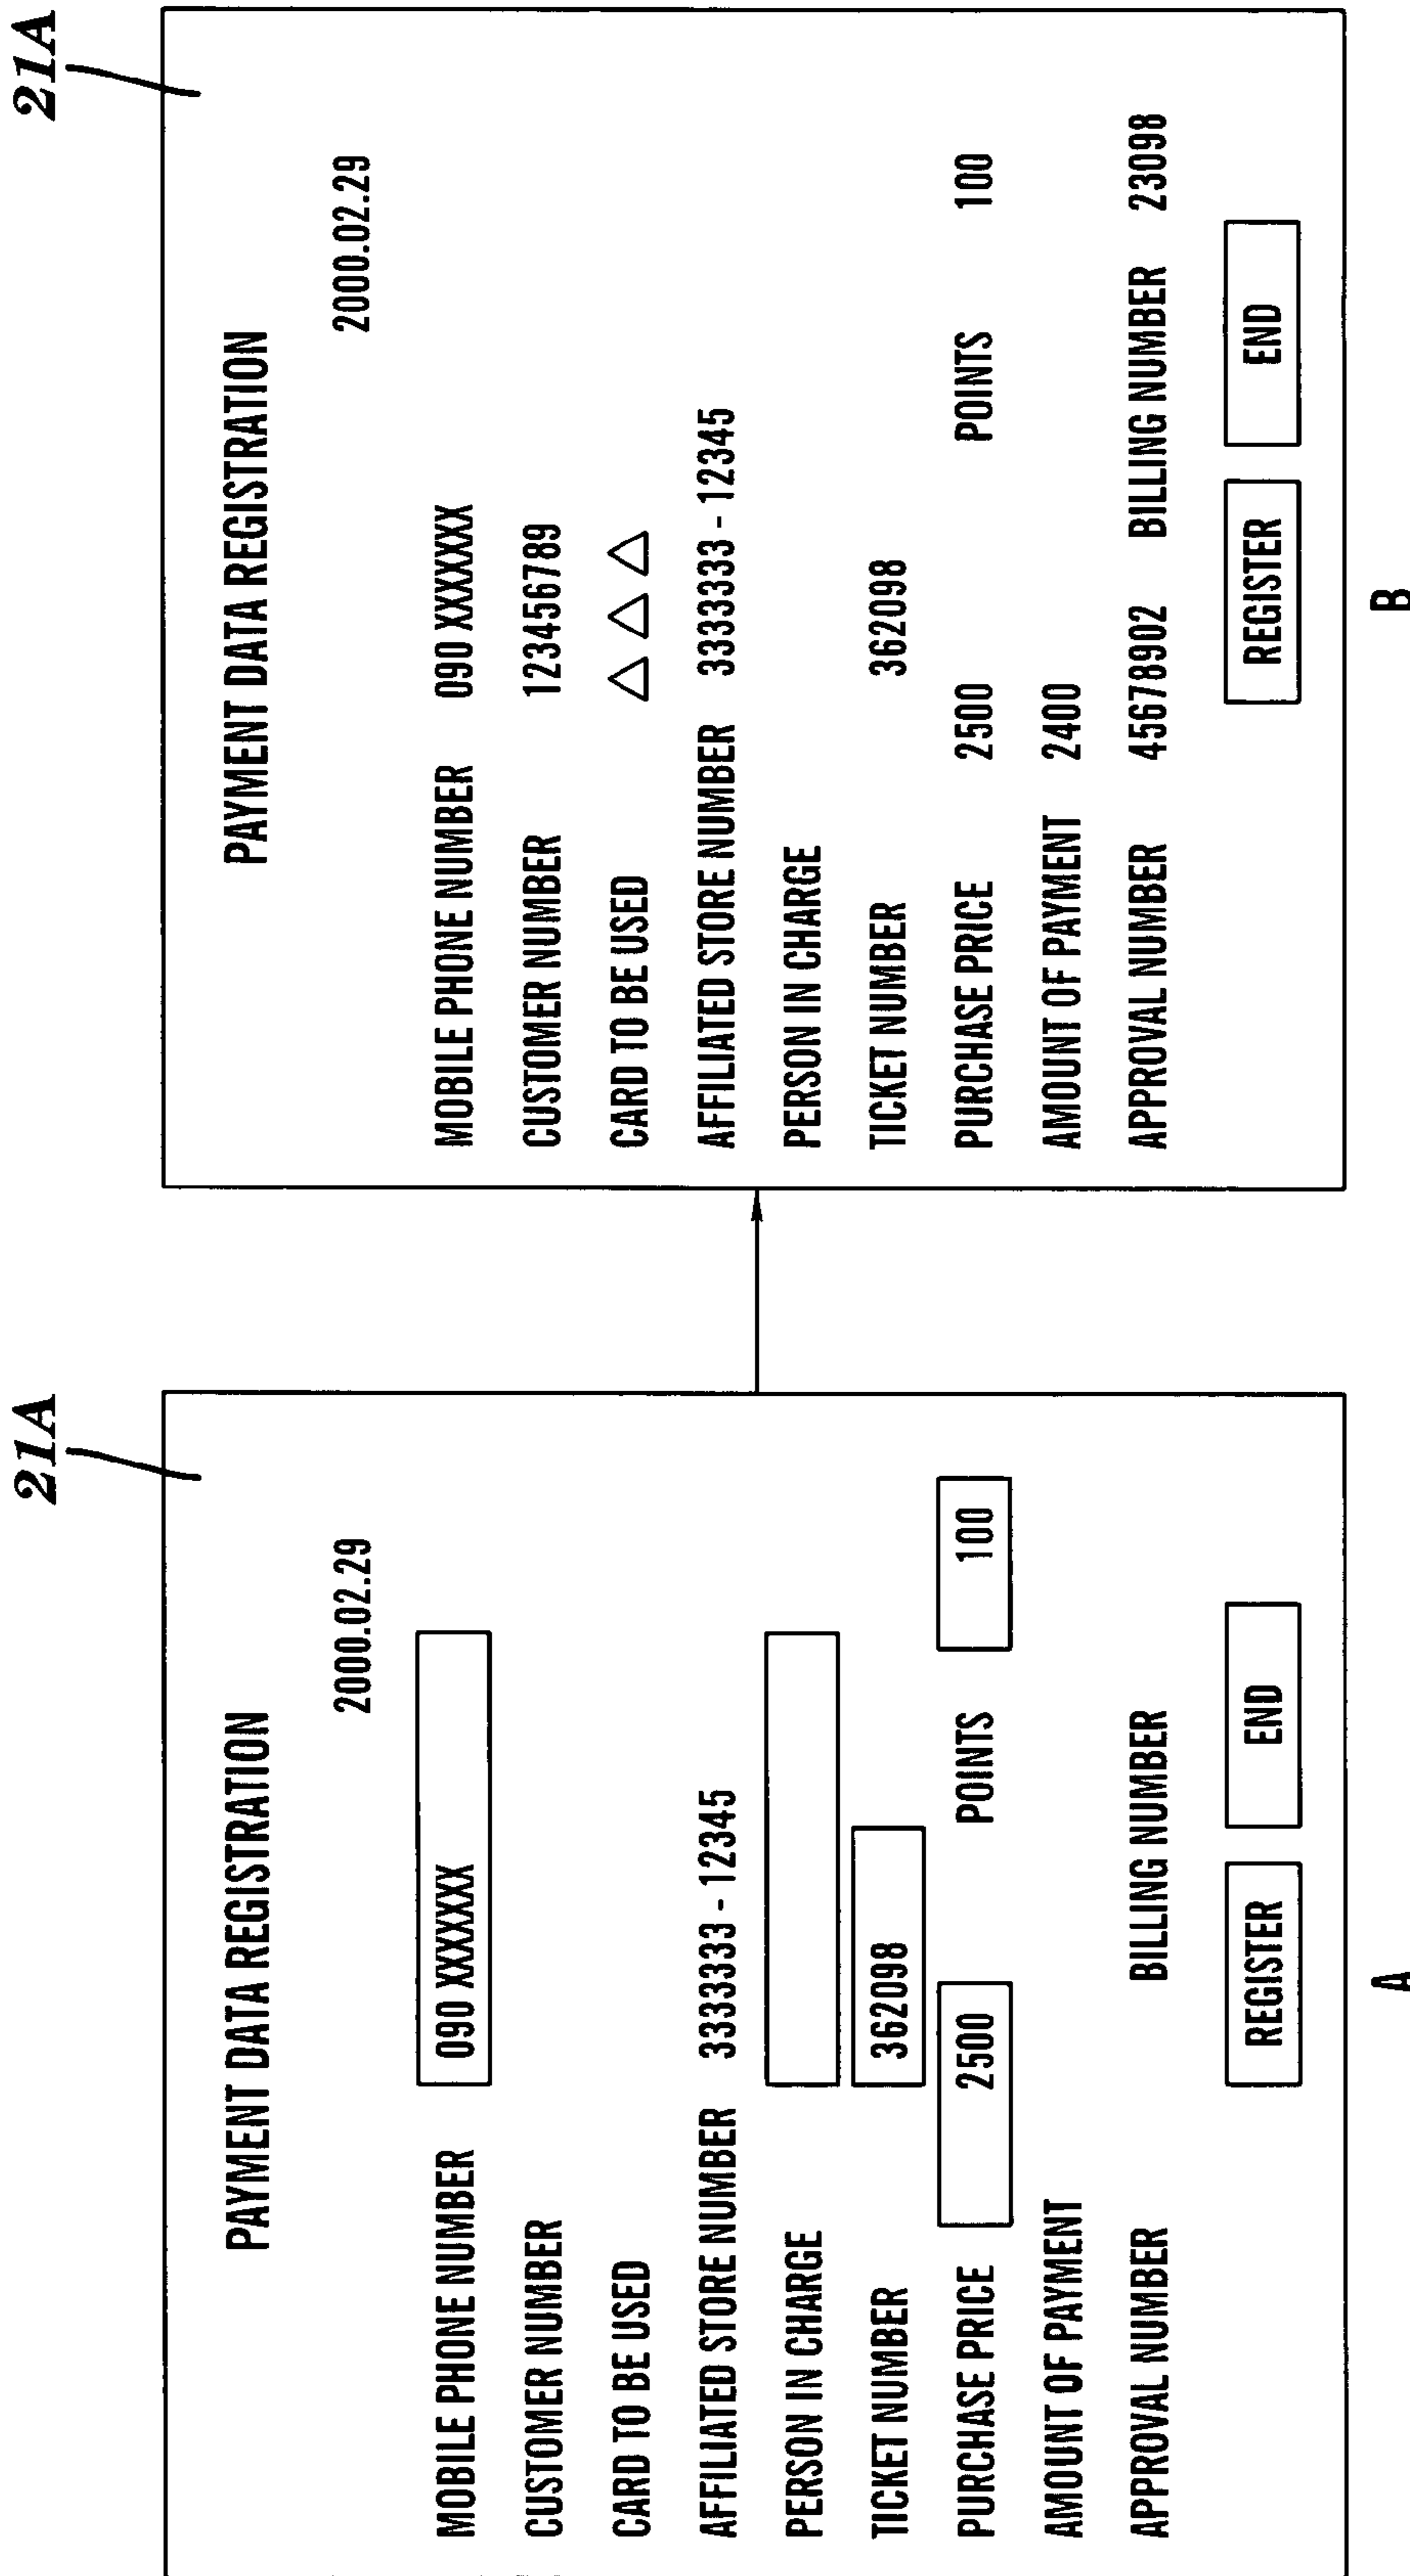 21A
PAYMENT DATA REGISTRATION
2000.02.29
MOBILE PHONE NUMBER 090 XXXXXX
CUSTOMER NUMBER
CARD TO BE USED
AFFILIATED STORE NUMBER 3333333 - 12345
PERSON IN CHARGE
TICKET NUMBER 362098
PURCHASE PRICE 2500 POINTS 100
AMOUNT OF PAYMENT
APPROVAL NUMBER BILLING NUMBER
REGISTER END
A
21A
PAYMENT DATA REGISTRATION
2000.02.29
MOBILE PHONE NUMBER 090 XXXXXX
CUSTOMER NUMBER 123456789
CARD TO BE USED △ △ △
AFFILIATED STORE NUMBER 3333333 - 12345
PERSON IN CHARGE
TICKET NUMBER 362098
PURCHASE PRICE 2500 POINTS 100
AMOUNT OF PAYMENT 2400
APPROVAL NUMBER 45678902 BILLING NUMBER 23098
REGISTER END
B